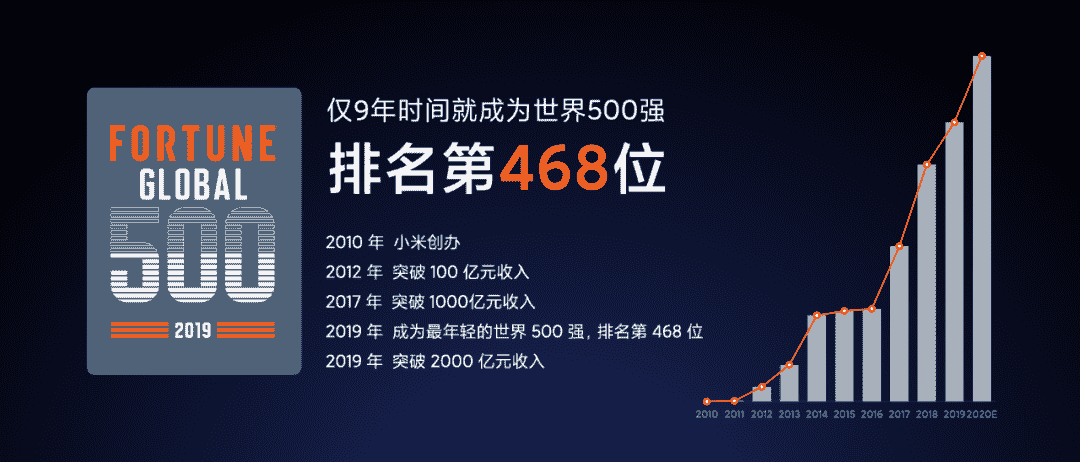 FORTUNE
GLOBAL
500
2019
仅9年时间就成为世界500强
排名第468位
2010 年 小米创办
2012 年 突破 100 亿元收入
2017 年 突破 1000亿元收入
2019 年 成为最年轻的世界 500 强，排名第 468 位
2019 年 突破 2000 亿元收入
2010 2011 2012 2013 2014 2015 2016 2017 2018 2019 2020E